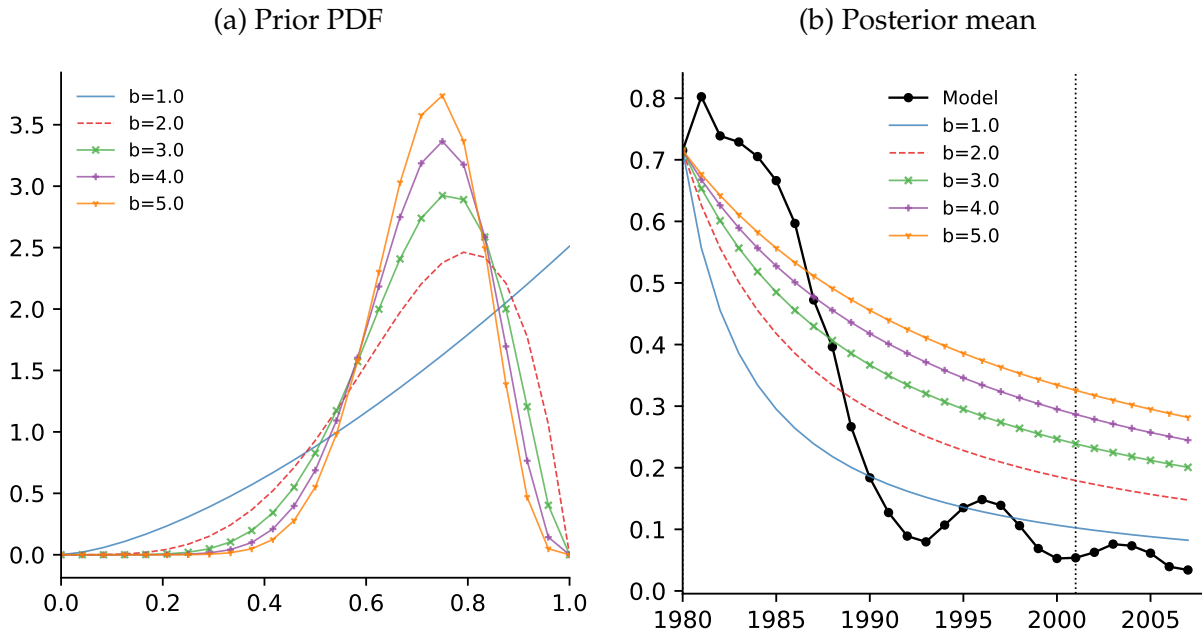 (a) Prior PDF
b=1.0
b=2.0
b=3.0
b=4.0
b=5.0
3.5
3.0
2.5
2.0
1.5
1.0
0.5
0.0
0.0 0.2 0.4 0.6 0.8 1.0
(b) Posterior mean
Model
b=1.0
b=2.0
b=3.0
b=4.0
b=5.0
0.8
0.7
0.6
0.5
0.4
0.3
0.2
0.1
0.0
1980 1985 1990 1995 2000 2005